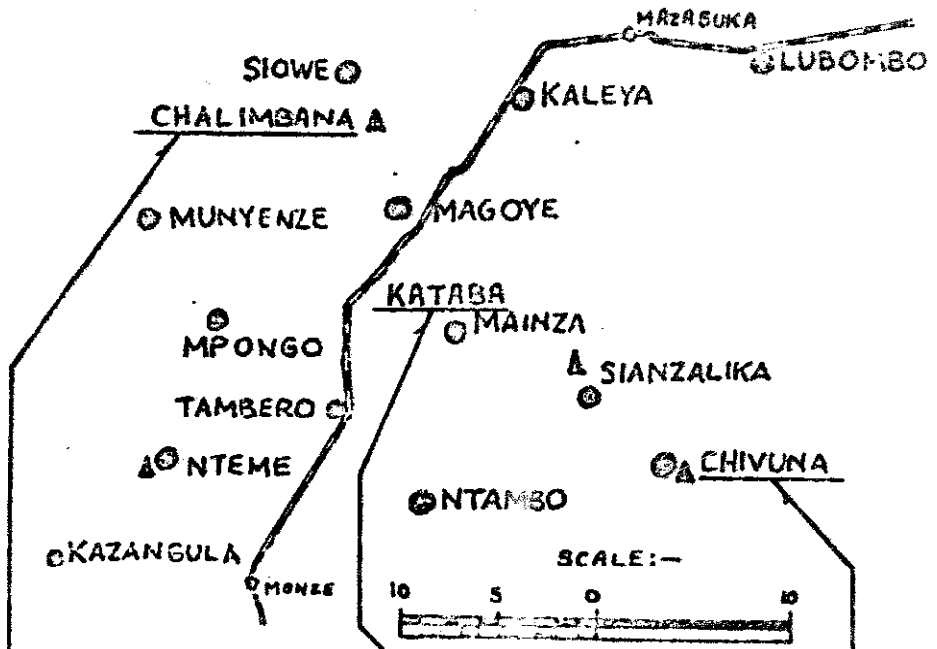 MAZABUKA
SIOWE
LUBOMBO
KALEYA
CHALIMBANA
MUNYENZE
MAGOYE
KATABA
MAINZA
MPONGO
SIANZALIKA
TAMBERO
NTEME
CHIVUNA
NTAMBO
KAZANGULA
SCALE:-
MONZE
10 5 0 10